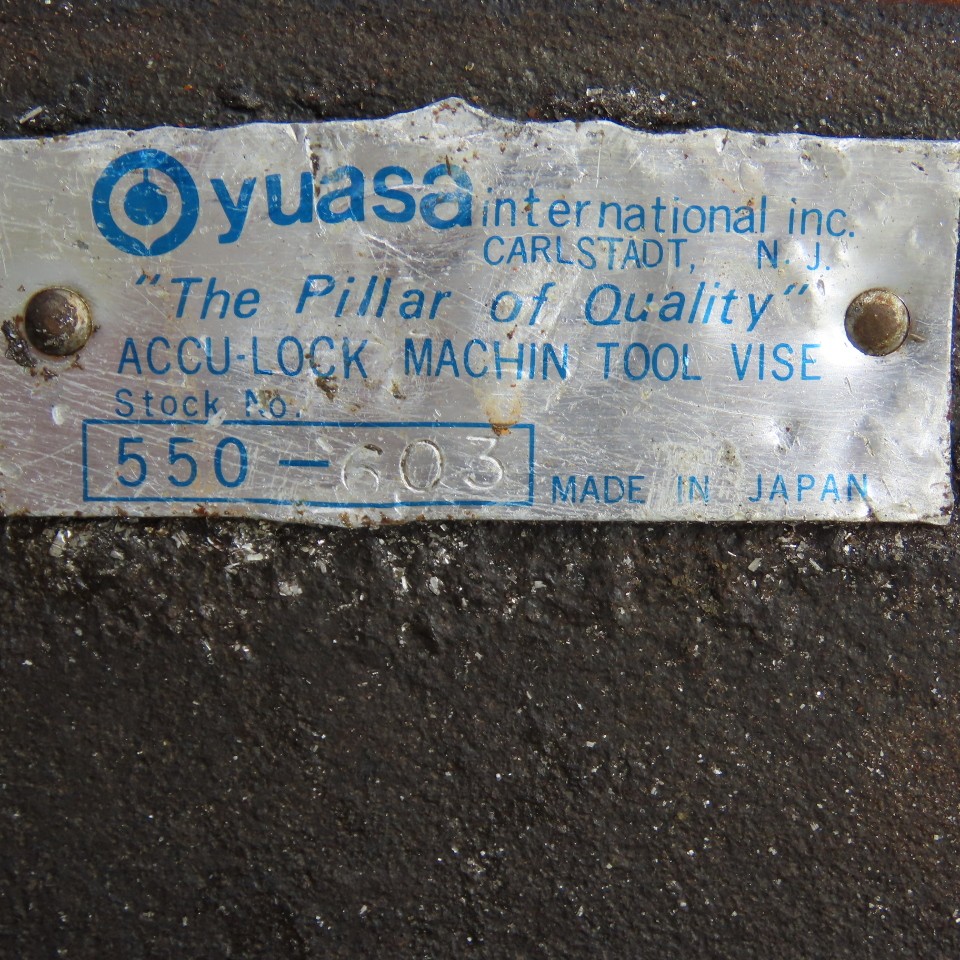 yuasa international inc.
CARLSTADT, N. J.
"The Pillar of Quality"
ACCU-LOCK MACHIN TOOL VISE
Stock No.
550-603
MADE IN JAPAN